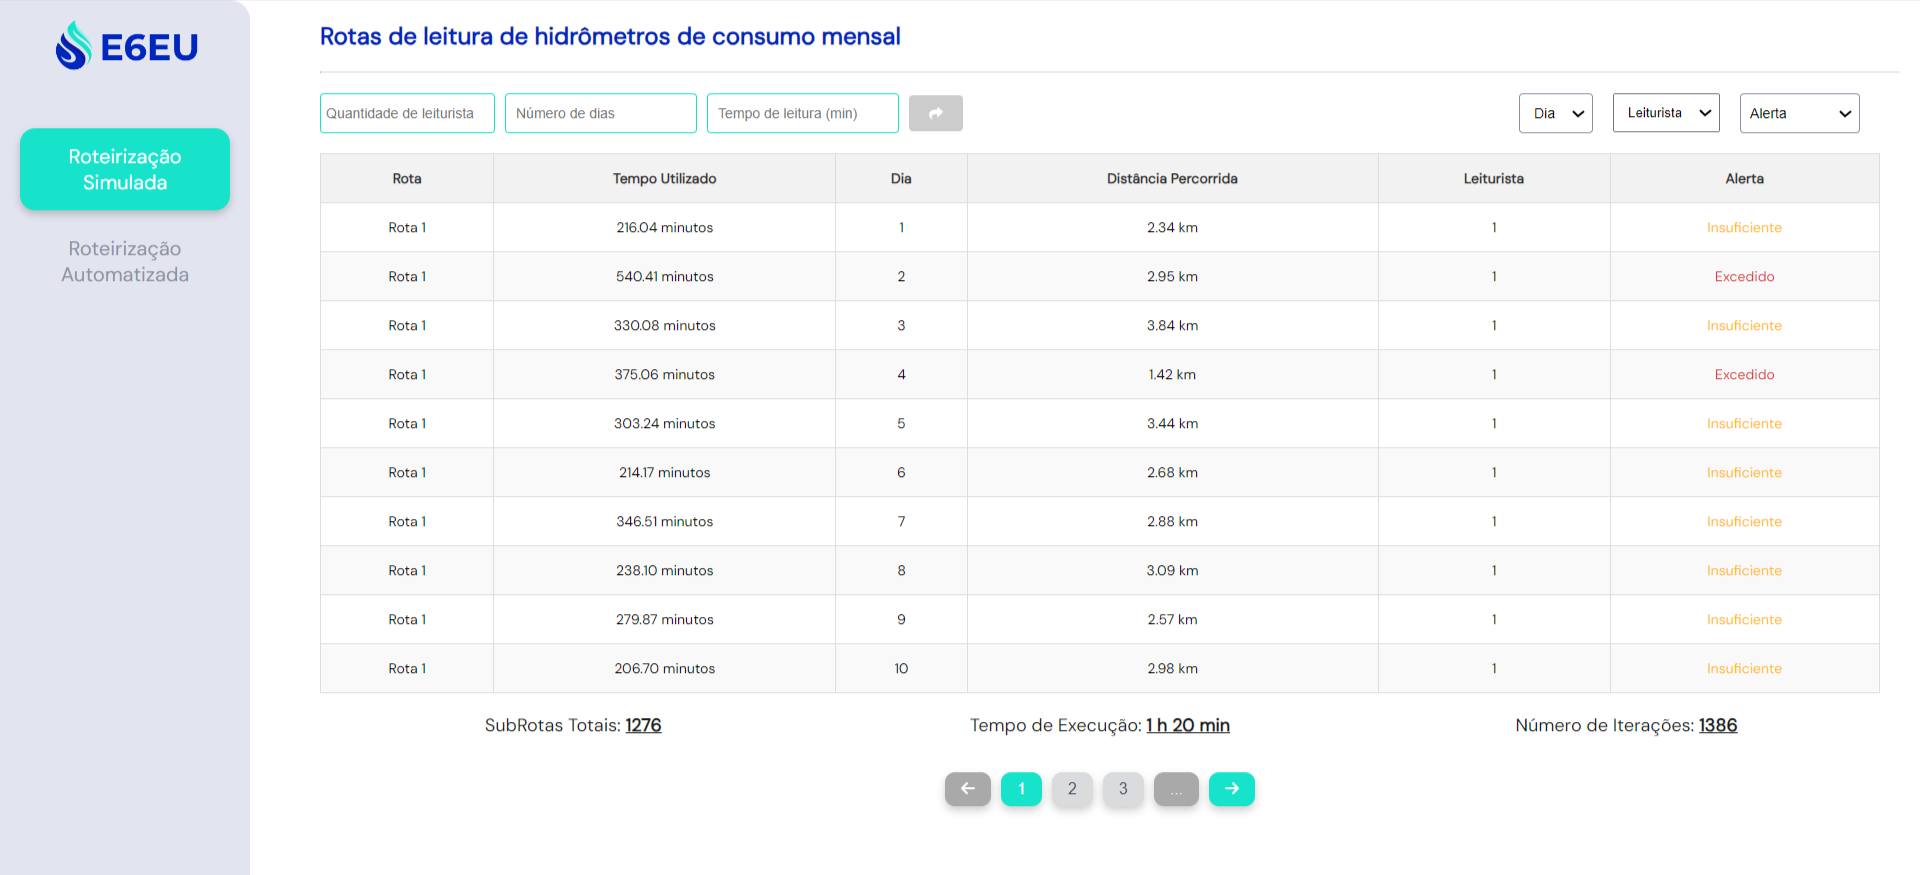 E6EU
Roteirização
Simulada
Roteirização
Automatizada
Rotas de leitura de hidrômetros de consumo mensal
Quantidade de leiturista Número de dias Tempo de leitura (min) Dia Leiturista Alerta
Rota Tempo Utilizado Dia Distância Percorrida Leiturista Alerta
Rota 1 216.04 minutos 1 2.34 km 1 Insuficiente
Rota 1 540.41 minutos 2 2.95 km 1 Excedido
Rota 1 330.08 minutos 3 3.84 km 1 Insuficiente
Rota 1 375.06 minutos 4 1.42 km 1 Excedido
Rota 1 303.24 minutos 5 3.44 km 1 Insuficiente
Rota 1 214.17 minutos 6 2.68 km 1 Insuficiente
Rota 1 346.51 minutos 7 2.88 km 1 Insuficiente
Rota 1 238.10 minutos 8 3.09 km 1 Insuficiente
Rota 1 279.87 minutos 9 2.57 km 1 Insuficiente
Rota 1 206.70 minutos 10 2.98 km 1 Insuficiente
SubRotas Totais: 1276 Tempo de Execução: 1 h 20 min Número de Iterações: 1386
1 2 3 ...